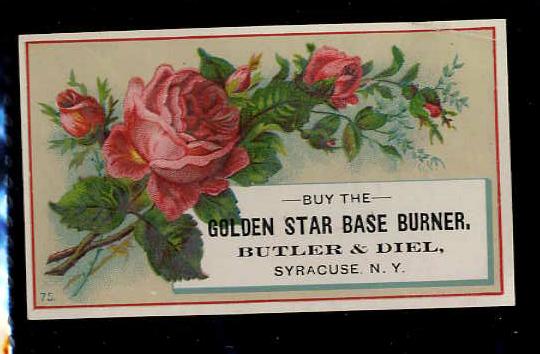 —BUY THE—
GOLDEN STAR BASE BURNER.
BUTLER & DIEL,
SYRACUSE, N. Y.
75.